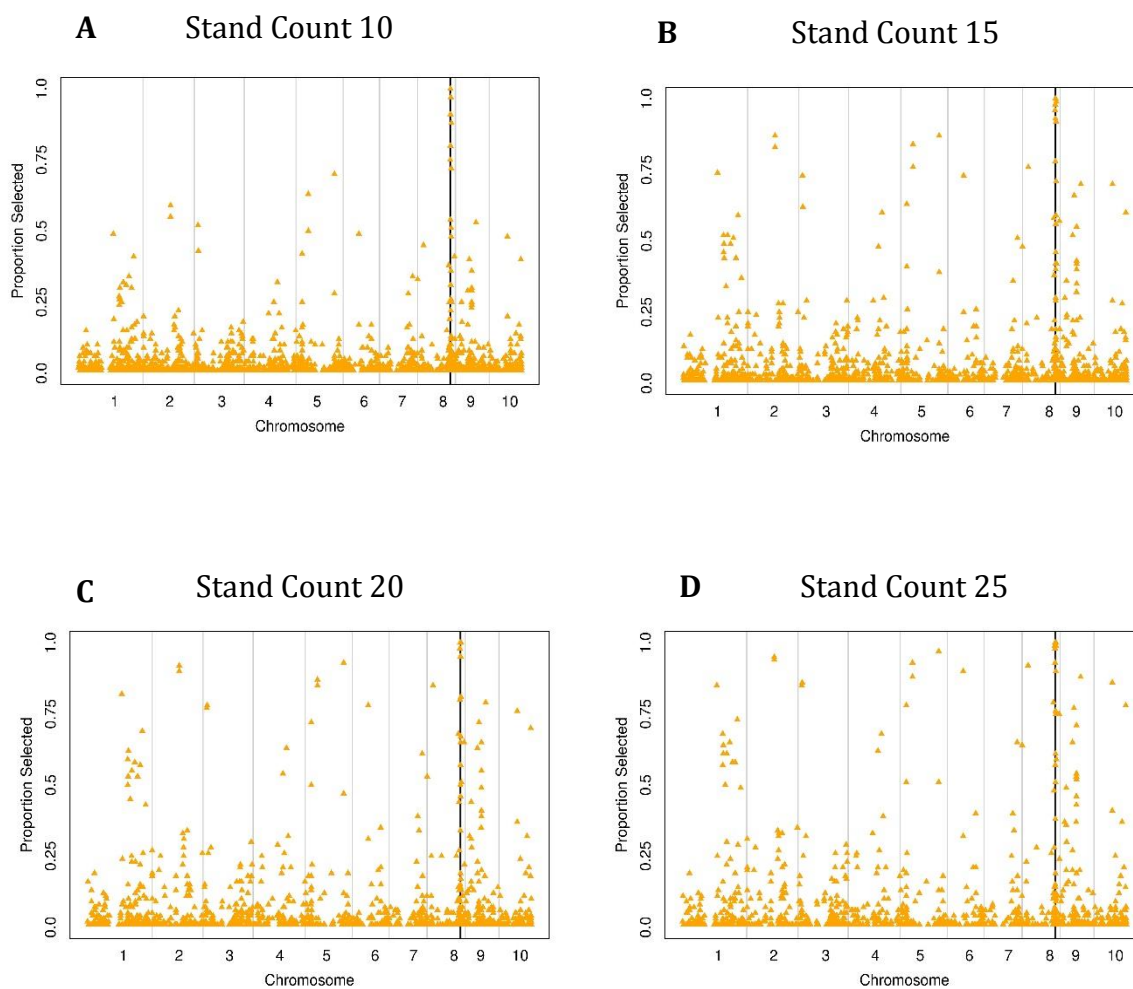 A Stand Count 10
1.0
0.75
0.5
0.25
0.0
Proportion Selected
1 2 3 4 5 6 7 8 9 10
Chromosome
B Stand Count 15
1.0
0.75
0.5
0.25
0.0
Proportion Selected
1 2 3 4 5 6 7 8 9 10
Chromosome
C Stand Count 20
1.0
0.75
0.5
0.25
0.0
Proportion Selected
1 2 3 4 5 6 7 8 9 10
Chromosome
D Stand Count 25
1.0
0.75
0.5
0.25
0.0
Proportion Selected
1 2 3 4 5 6 7 8 9 10
Chromosome